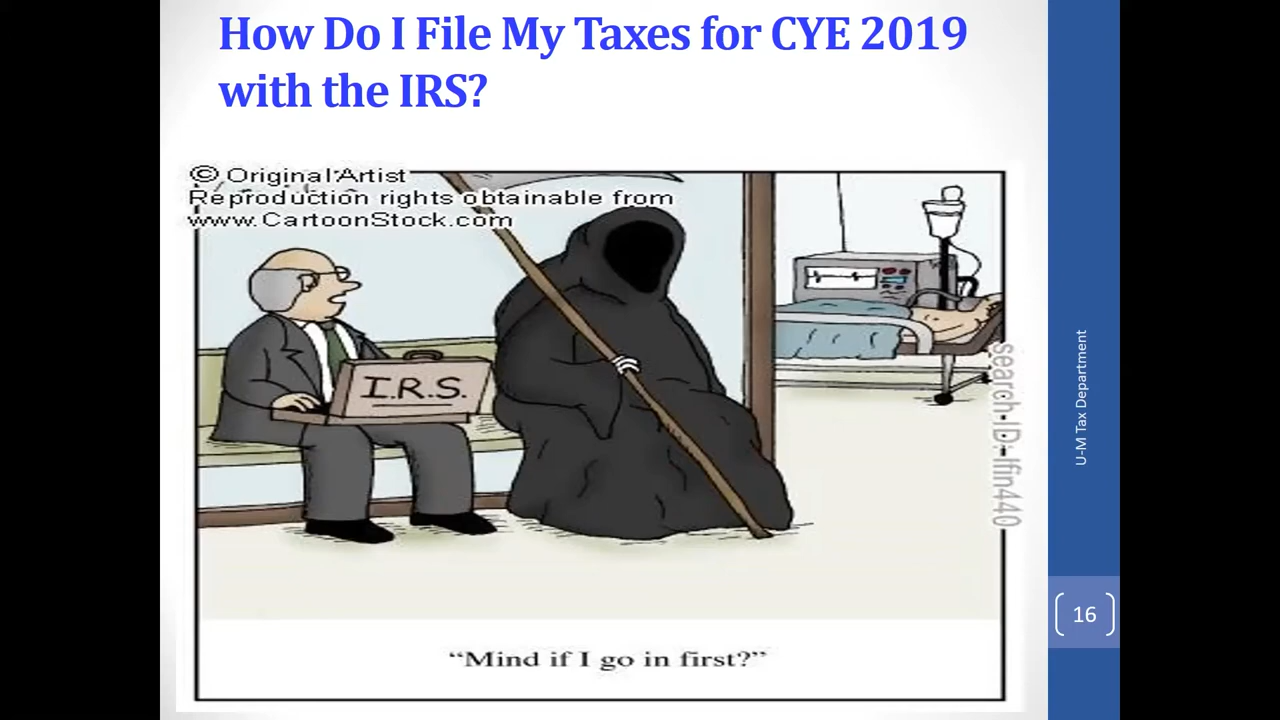 How Do I File My Taxes for CYE 2019
with the IRS?
© Original Artist
Reproduction rights obtainable from
www.CartoonStock.com
I.R.S.
search ID: lfin440
“Mind if I go in first?”
U-M Tax Department
16